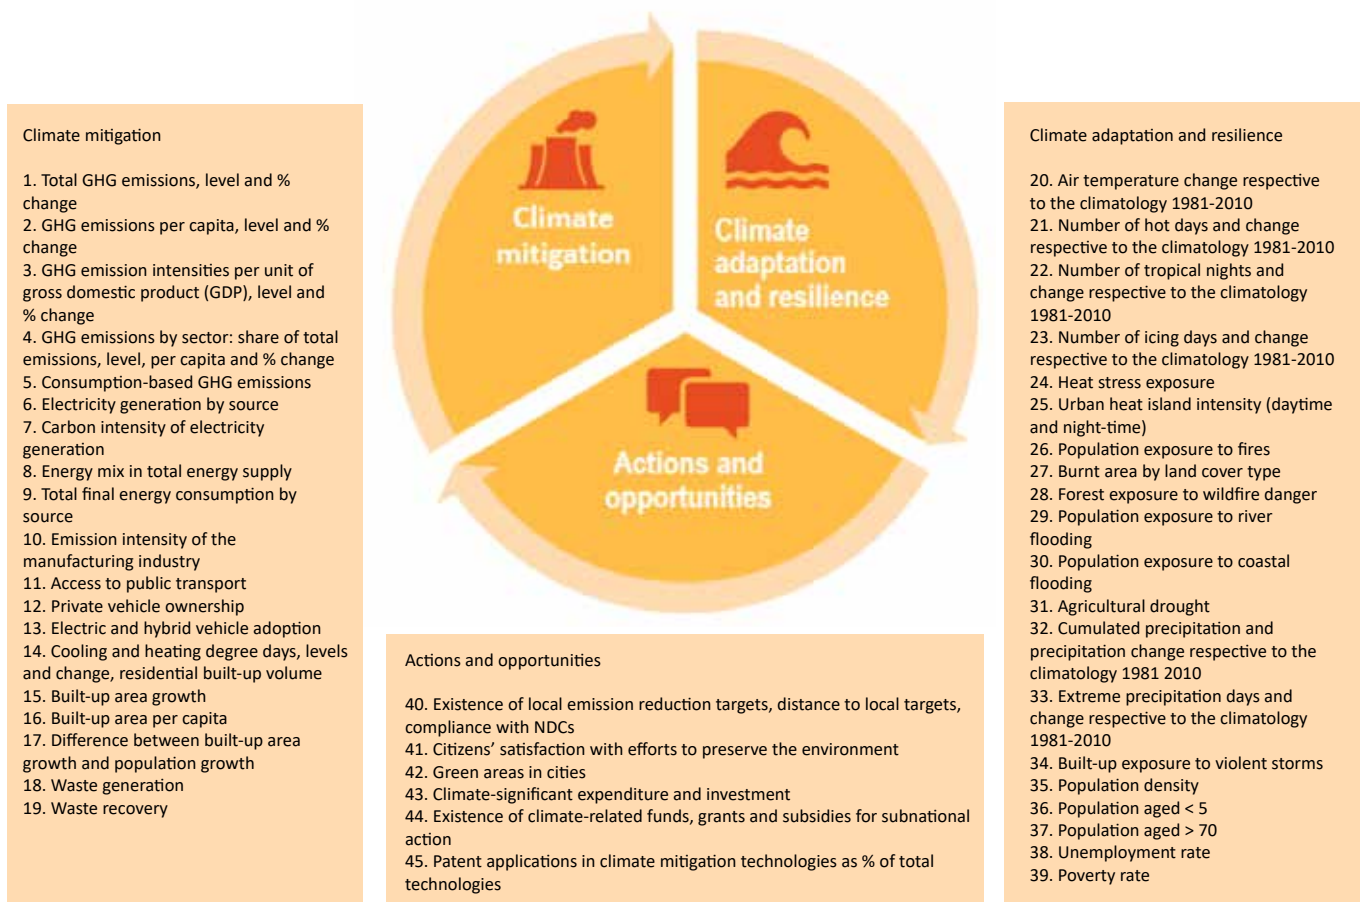 Climate mitigation
1. Total GHG emissions, level and %
change
2. GHG emissions per capita, level and %
change
3. GHG emission intensities per unit of
gross domestic product (GDP), level and
% change
4. GHG emissions by sector: share of total
emissions, level, per capita and % change
5. Consumption-based GHG emissions
6. Electricity generation by source
7. Carbon intensity of electricity
generation
8. Energy mix in total energy supply
9. Total final energy consumption by
source
10. Emission intensity of the
manufacturing industry
11. Access to public transport
12. Private vehicle ownership
13. Electric and hybrid vehicle adoption
14. Cooling and heating degree days, levels
and change, residential built-up volume
15. Built-up area growth
16. Built-up area per capita
17. Difference between built-up area
growth and population growth
18. Waste generation
19. Waste recovery
Climate
mitigation
Climate
adaptation
and resilience
Actions and
opportunities
Actions and opportunities
40. Existence of local emission reduction targets, distance to local targets,
compliance with NDCs
41. Citizens’ satisfaction with efforts to preserve the environment
42. Green areas in cities
43. Climate-significant expenditure and investment
44. Existence of climate-related funds, grants and subsidies for subnational
action
45. Patent applications in climate mitigation technologies as % of total
technologies
Climate adaptation and resilience
20. Air temperature change respective
to the climatology 1981-2010
21. Number of hot days and change
respective to the climatology 1981-2010
22. Number of tropical nights and
change respective to the climatology
1981-2010
23. Number of icing days and change
respective to the climatology 1981-2010
24. Heat stress exposure
25. Urban heat island intensity (daytime
and night-time)
26. Population exposure to fires
27. Burnt area by land cover type
28. Forest exposure to wildfire danger
29. Population exposure to river
flooding
30. Population exposure to coastal
flooding
31. Agricultural drought
32. Cumulated precipitation and
precipitation change respective to the
climatology 1981 2010
33. Extreme precipitation days and
change respective to the climatology
1981-2010
34. Built-up exposure to violent storms
35. Population density
36. Population aged < 5
37. Population aged > 70
38. Unemployment rate
39. Poverty rate